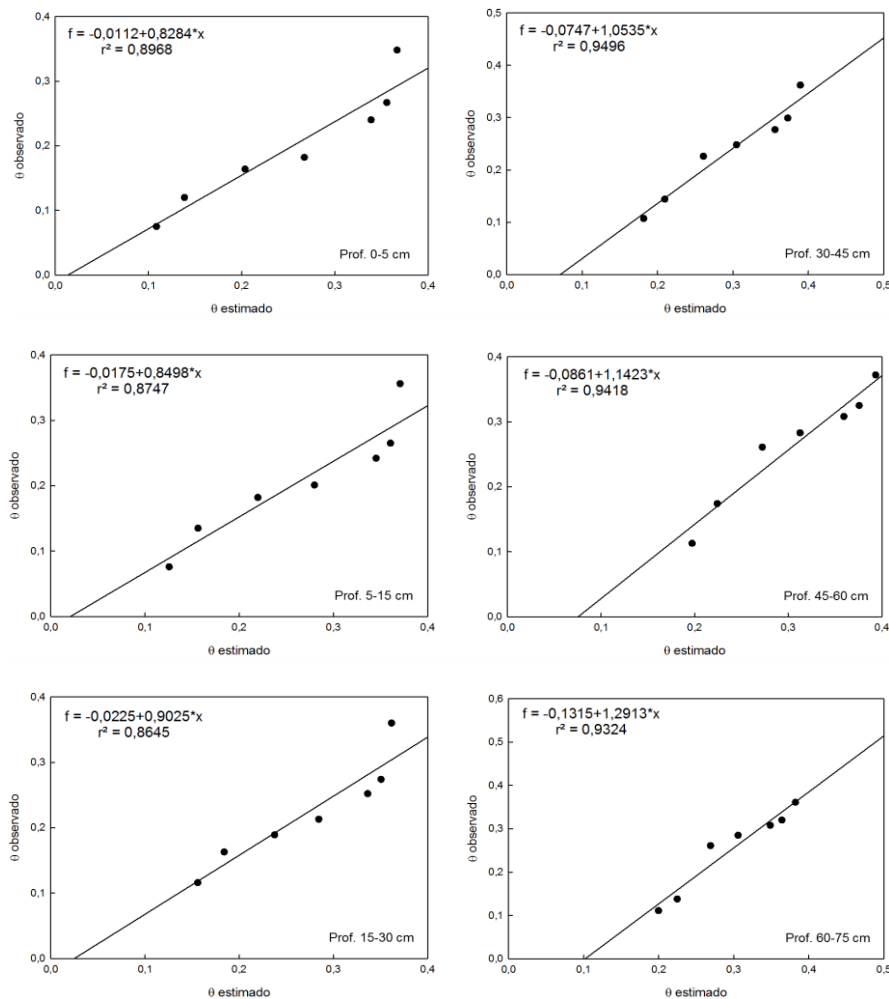 f = -0,0112+0,8284*x
r² = 0,8968
0,4
0,3
0,2
0,1
0,0
θ observado
Prof. 0-5 cm
0,0 0,1 0,2 0,3 0,4
θ estimado
f = -0,0747+1,0535*x
r² = 0,9496
0,5
0,4
0,3
0,2
0,1
0,0
θ observado
Prof. 30-45 cm
0,0 0,1 0,2 0,3 0,4 0,5
θ estimado
f = -0,0175+0,8498*x
r² = 0,8747
0,4
0,3
0,2
0,1
0,0
θ observado
Prof. 5-15 cm
0,0 0,1 0,2 0,3 0,4
θ estimado
f = -0,0861+1,1423*x
r² = 0,9418
0,4
0,3
0,2
0,1
0,0
θ observado
Prof. 45-60 cm
0,0 0,1 0,2 0,3 0,4
θ estimado
f = -0,0225+0,9025*x
r² = 0,8645
0,4
0,3
0,2
0,1
0,0
θ observado
Prof. 15-30 cm
0,0 0,1 0,2 0,3 0,4
θ estimado
f = -0,1315+1,2913*x
r² = 0,9324
0,6
0,5
0,4
0,3
0,2
0,1
0,0
θ observado
Prof. 60-75 cm
0,0 0,1 0,2 0,3 0,4 0,5
θ estimado